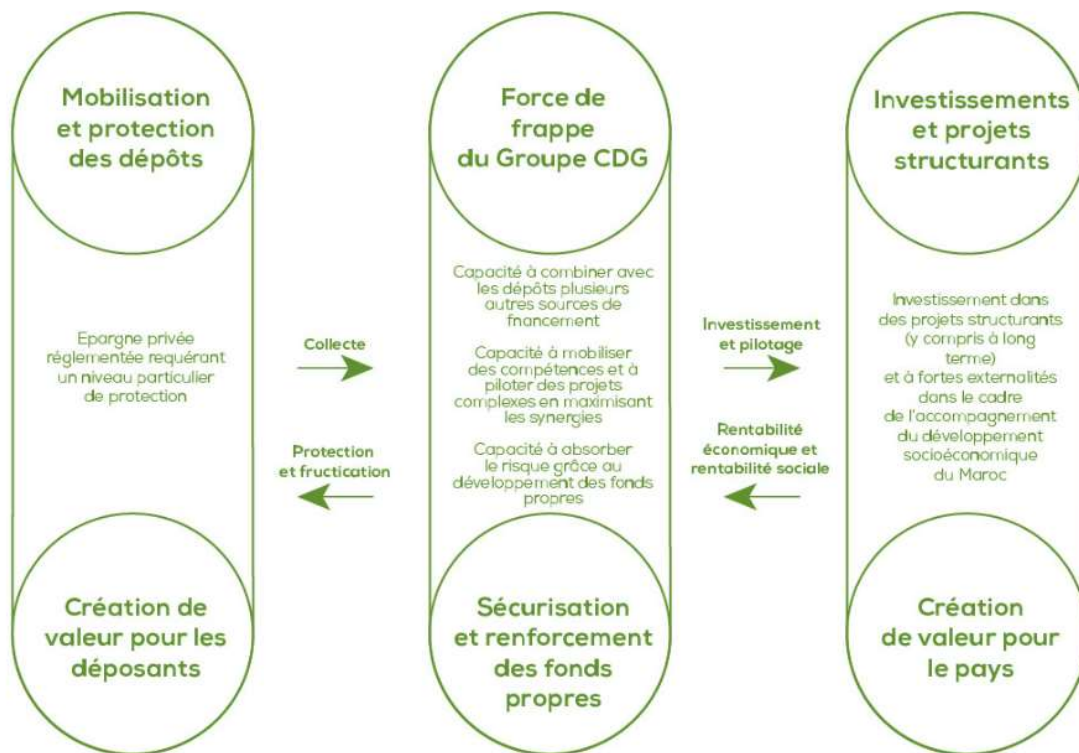 Mobilisation
et protection
des dépôts
Epargne privée
réglementée requérant
un niveau particulier
de protection
Création de
valeur pour les
déposants
Collecte
Protection
et fructication
Force de
frappe
du Groupe CDG
Capacité à combiner avec
les dépôts plusieurs
autres sources de
fnancement
Capacité à mobiliser
des compétences et à
piloter des projets
complexes en maximisant
les synergies
Capacité à absorber
le risque grâce au
développement des fonds
propres
Sécurisation
et renforcement
des fonds
propres
Investissement
et pilotage
Rentabilité
économique et
rentabilité sociale
Investissements
et projets
structurants
Investissement dans
des projets structurants
(y compris à long
terme)
et à fortes externalités
dans le cadre
de l'accompagnement
du développement
socioéconomique
du Maroc
Création
de valeur pour
le pays